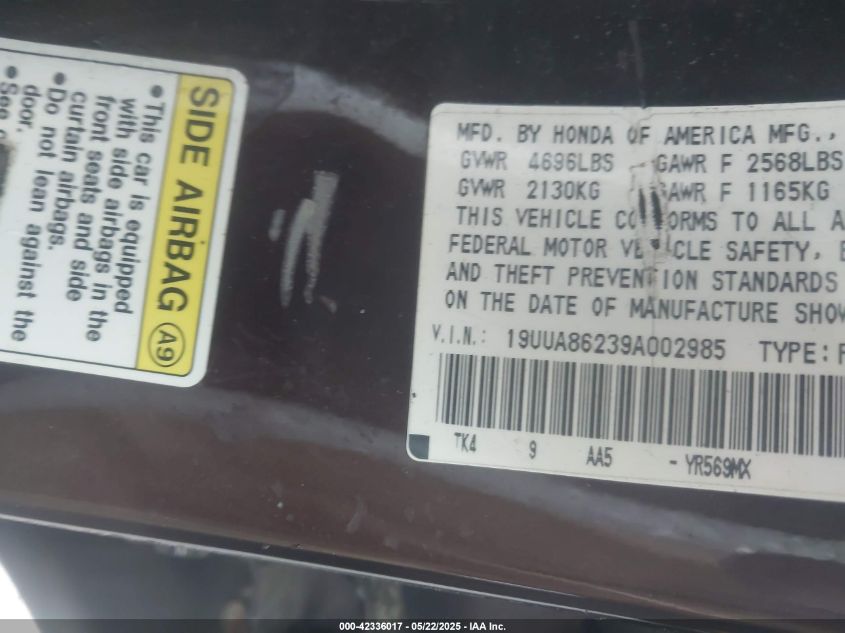 SIDE AIRBAG A9
•This car is equipped
with side airbags in the
front seats and side
curtain airbags.
•Do not lean against the
door.
•See
MFD. BY HONDA OF AMERICA MFG.,
GVWR 4696LBS GAWR F 2568LBS
GVWR 2130KG GAWR F 1165KG
THIS VEHICLE CONFORMS TO ALL A
FEDERAL MOTOR VEHICLE SAFETY,
AND THEFT PREVENTION STANDARDS
ON THE DATE OF MANUFACTURE SHOW
V.I.N.: 19UUA86239A002985 TYPE:
TK4 9 AA5 - YR569MX
000-42336017 - 05/22/2025 - IAA Inc.